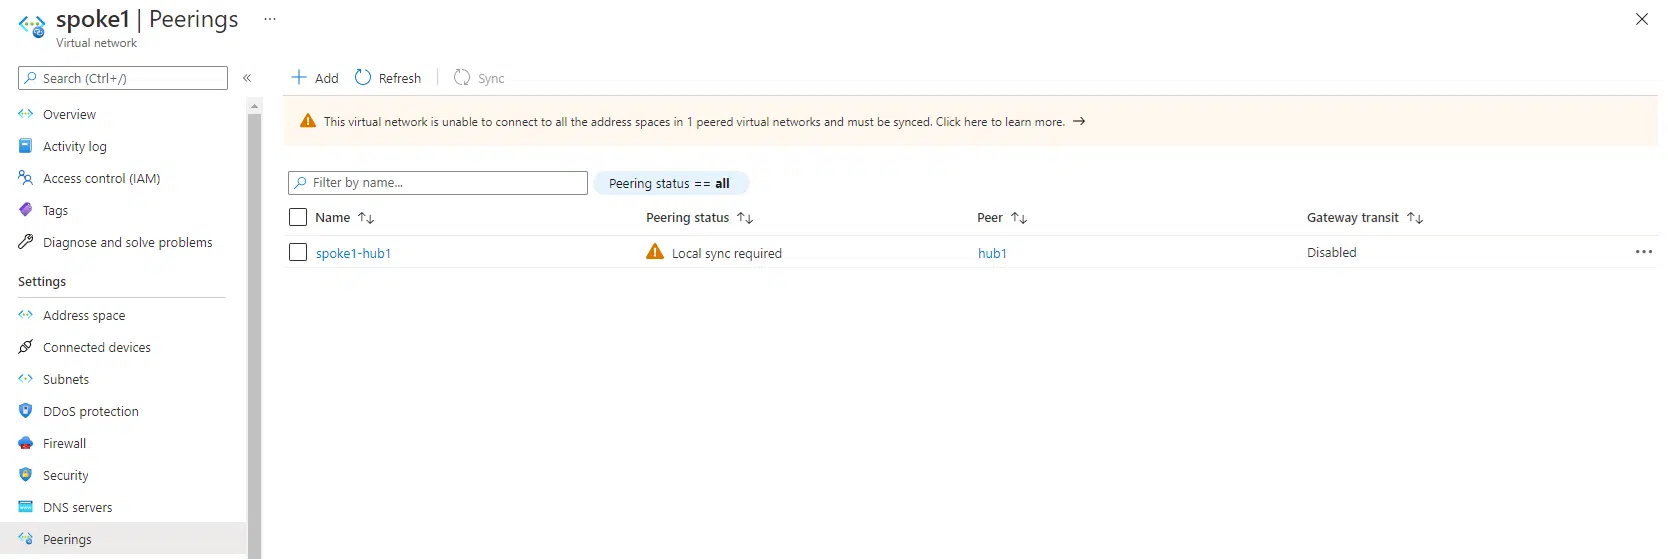 spoke1 | Peerings ...
Virtual network
Search (Ctrl+/)
«
Overview
Activity log
Access control (IAM)
Tags
Diagnose and solve problems
Settings
Address space
Connected devices
Subnets
DDoS protection
Firewall
Security
DNS servers
Peerings
Add Refresh Sync
This virtual network is unable to connect to all the address spaces in 1 peered virtual networks and must be synced. Click here to learn more. →
Filter by name... Peering status == all
Name ↑↓ Peering status ↑↓ Peer ↑↓ Gateway transit ↑↓
spoke1-hub1 Local sync required hub1 Disabled ...